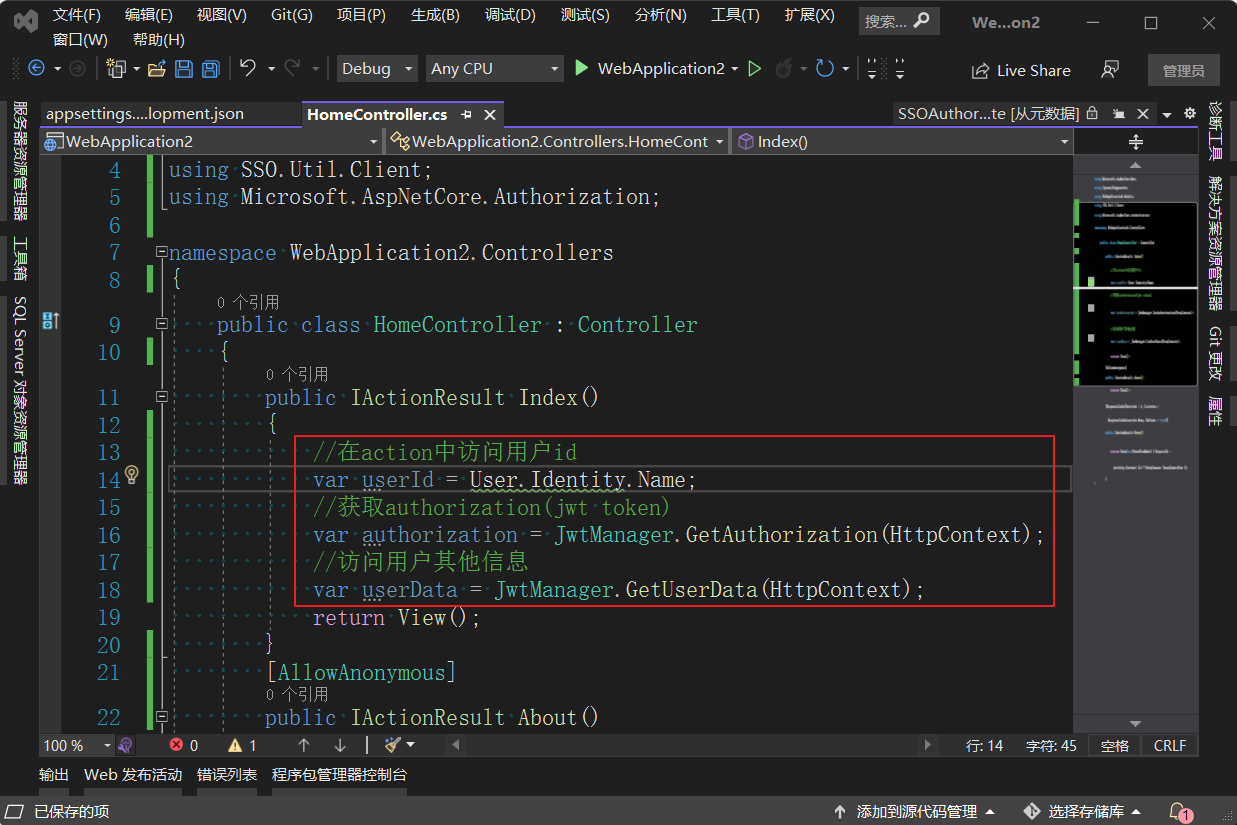 文件(F) 编辑(E) 视图(V) Git(G) 项目(P) 生成(B) 调试(D) 测试(S) 分析(N) 工具(T) 扩展(X) 搜索... We...on2
窗口(W) 帮助(H)
Debug Any CPU WebApplication2 Live Share 管理员
appsettings....lopment.json HomeController.cs SSOAuthor...te [从元数据]
WebApplication2 WebApplication2.Controllers.HomeCont Index()
服务器资源管理器
工具箱
SQL Server 对象资源管理器
4 using SSO.Util.Client;
5 using Microsoft.AspNetCore.Authorization;
6
7 namespace WebApplication2.Controllers
8 {
0 个引用
9 public class HomeController : Controller
10 {
0 个引用
11 public IActionResult Index()
12 {
13 //在action中访问用户id
14 var userId = User.Identity.Name;
15 //获取authorization(jwt token)
16 var authorization = JwtManager.GetAuthorization(HttpContext);
17 //访问用户其他信息
18 var userData = JwtManager.GetUserData(HttpContext);
19 return View();
20 }
21 [AllowAnonymous]
0 个引用
22 public IActionResult About()
诊断工具
解决方案资源管理器
Git 更改
属性
100 % 0 1 行: 14 字符: 45 空格 CRLF
输出 Web 发布活动 错误列表 程序包管理器控制台
已保存的项 添加到源代码管理 选择存储库 1